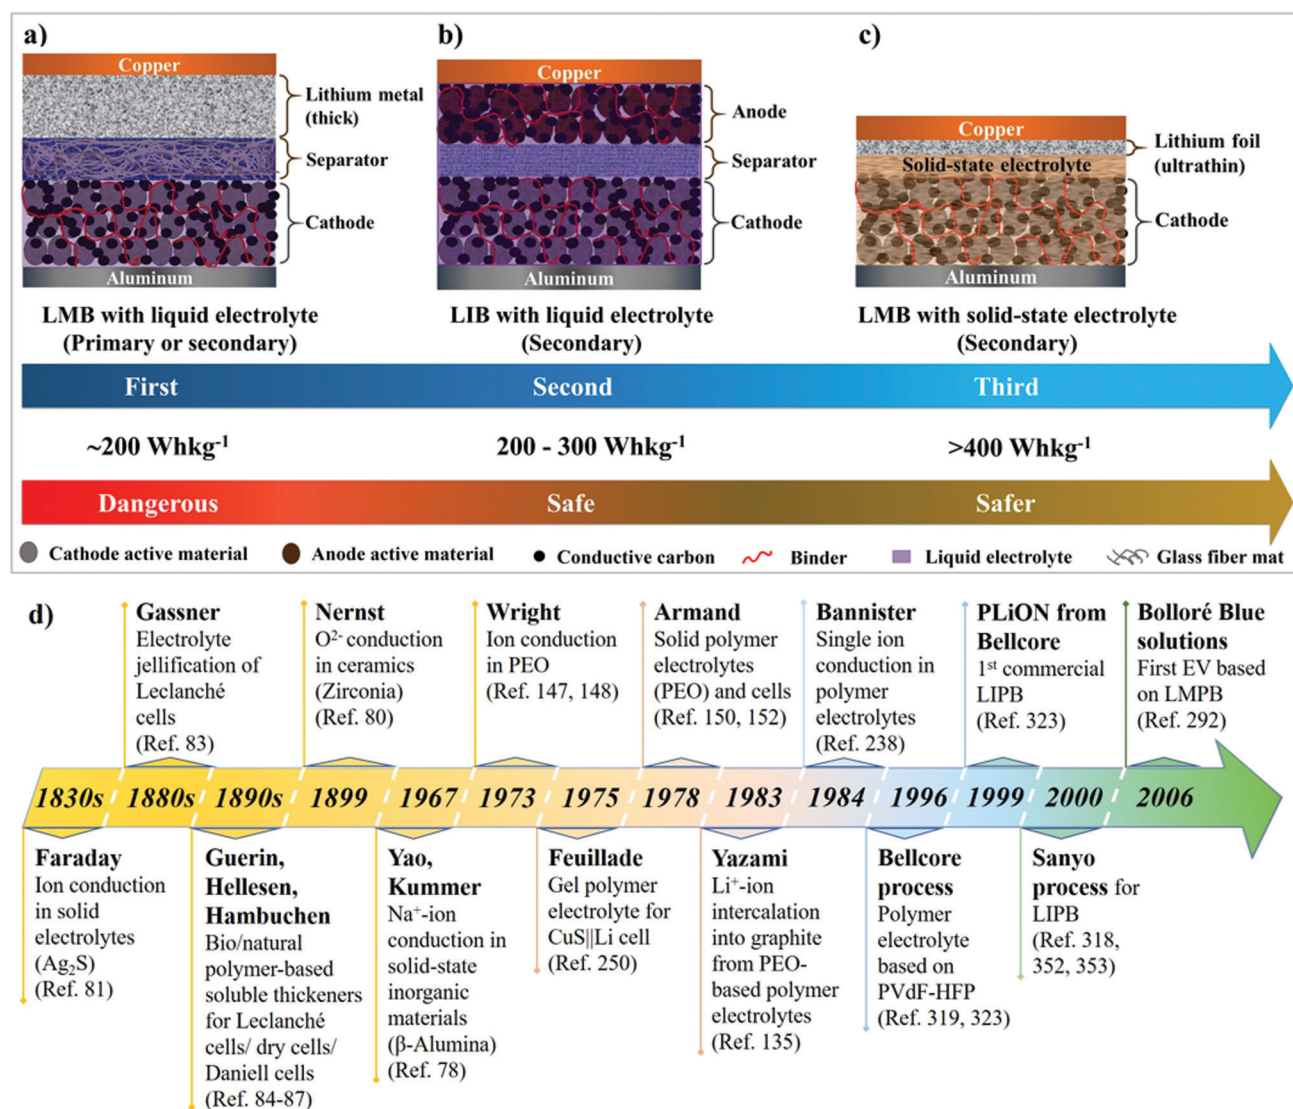 a)
Copper
Lithium metal
(thick)
Separator
Cathode
Aluminum
LMB with liquid electrolyte
(Primary or secondary)
b)
Copper
Anode
Separator
Cathode
Aluminum
LIB with liquid electrolyte
(Secondary)
c)
Copper
Lithium foil
(ultrathin)
Solid-state electrolyte
Cathode
Aluminum
LMB with solid-state electrolyte
(Secondary)
First Second Third
~200 Whkg⁻¹ 200 - 300 Whkg⁻¹ >400 Whkg⁻¹
Dangerous Safe Safer
Cathode active material Anode active material Conductive carbon Binder Liquid electrolyte Glass fiber mat
d)
Gassner
Electrolyte
jellification of
Leclanché
cells
(Ref. 83)
Nernst
O²⁻ conduction
in ceramics
(Zirconia)
(Ref. 80)
Wright
Ion conduction
in PEO
(Ref. 147, 148)
Armand
Solid polymer
electrolytes
(PEO) and cells
(Ref. 150, 152)
Bannister
Single ion
conduction in
polymer
electrolytes
(Ref. 238)
PLiON from
Bellcore
1ˢᵗ commercial
LIPB
(Ref. 323)
Bolloré Blue
solutions
First EV based
on LMPB
(Ref. 292)
1830s 1880s 1890s 1899 1967 1973 1975 1978 1983 1984 1996 1999 2000 2006
Faraday
Ion conduction
in solid
electrolytes
(Ag₂S)
(Ref. 81)
Guerin,
Hellesen,
Hambuchen
Bio/natural
polymer-based
soluble thickeners
for Leclanché
cells/ dry cells/
Daniell cells
(Ref. 84-87)
Yao,
Kummer
Na⁺-ion
conduction in
solid-state
inorganic
materials
(β-Alumina)
(Ref. 78)
Feuillade
Gel polymer
electrolyte for
CuS||Li cell
(Ref. 250)
Yazami
Li⁺-ion
intercalation
into graphite
from PEO-
based polymer
electrolytes
(Ref. 135)
Bellcore
process
Polymer
electrolyte
based on
PVdF-HFP
(Ref. 319, 323)
Sanyo
process for
LIPB
(Ref. 318,
352, 353)